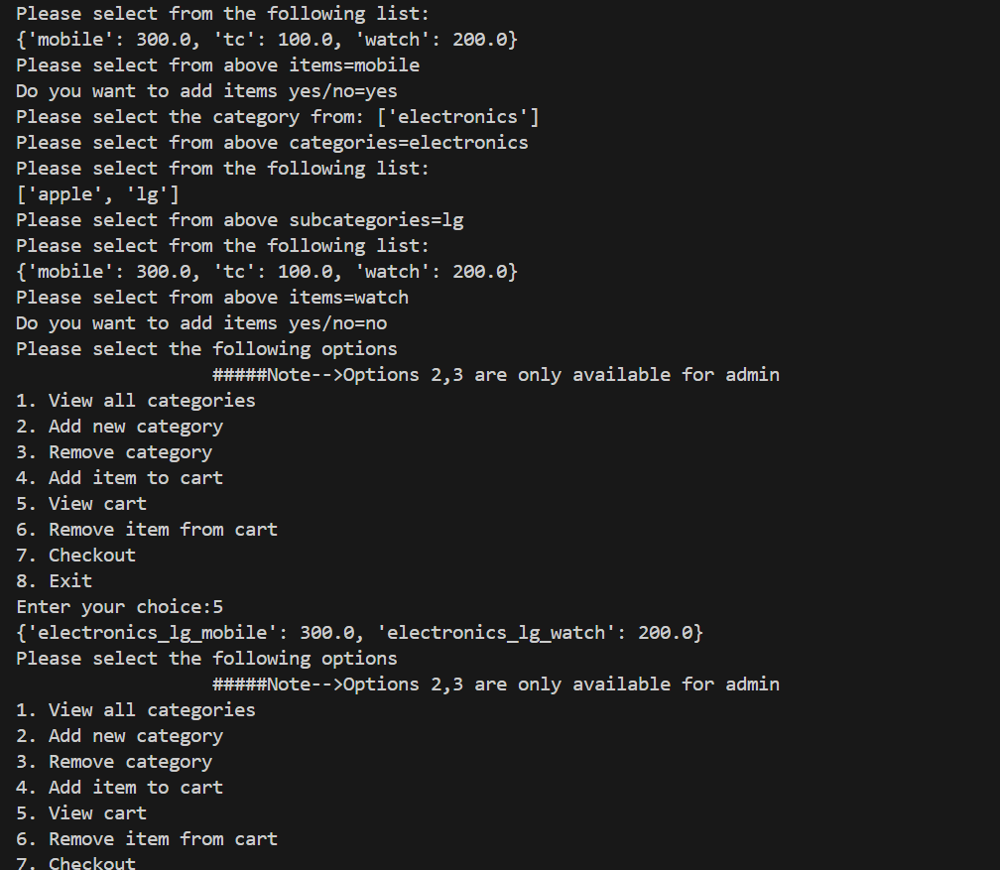 Please select from the following list:
{'mobile': 300.0, 'tc': 100.0, 'watch': 200.0}
Please select from above items=mobile
Do you want to add items yes/no=yes
Please select the category from: ['electronics']
Please select from above categories=electronics
Please select from the following list:
['apple', 'lg']
Please select from above subcategories=lg
Please select from the following list:
{'mobile': 300.0, 'tc': 100.0, 'watch': 200.0}
Please select from above items=watch
Do you want to add items yes/no=no
Please select the following options
#####Note-->Options 2,3 are only available for admin
1. View all categories
2. Add new category
3. Remove category
4. Add item to cart
5. View cart
6. Remove item from cart
7. Checkout
8. Exit
Enter your choice:5
{'electronics_lg_mobile': 300.0, 'electronics_lg_watch': 200.0}
Please select the following options
#####Note-->Options 2,3 are only available for admin
1. View all categories
2. Add new category
3. Remove category
4. Add item to cart
5. View cart
6. Remove item from cart
7. Checkout